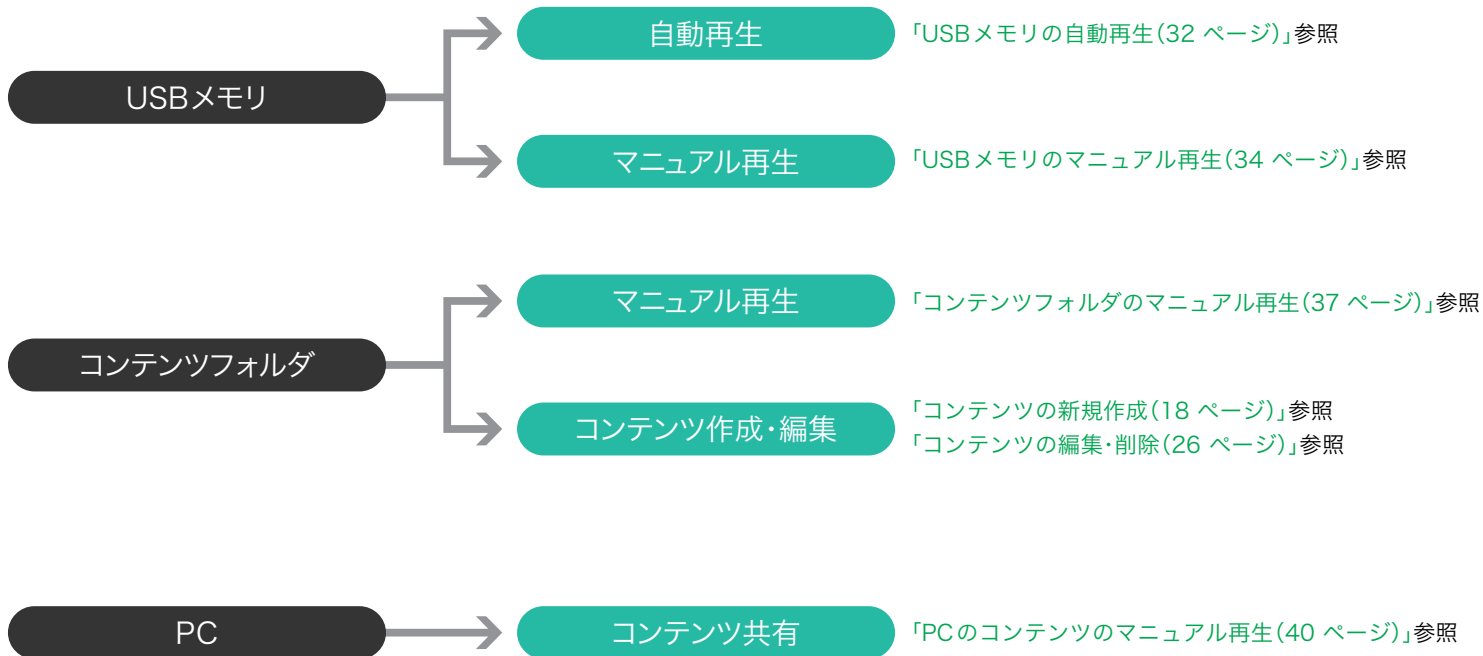 自動再生
「USBメモリの自動再生(32 ページ)」参照
USBメモリ
マニュアル再生
「USBメモリのマニュアル再生(34 ページ)」参照
マニュアル再生
「コンテンツフォルダのマニュアル再生(37 ページ)」参照
コンテンツフォルダ
コンテンツ作成・編集
「コンテンツの新規作成(18 ページ)」参照
「コンテンツの編集・削除(26 ページ)」参照
PC
コンテンツ共有
「PCのコンテンツのマニュアル再生(40 ページ)」参照